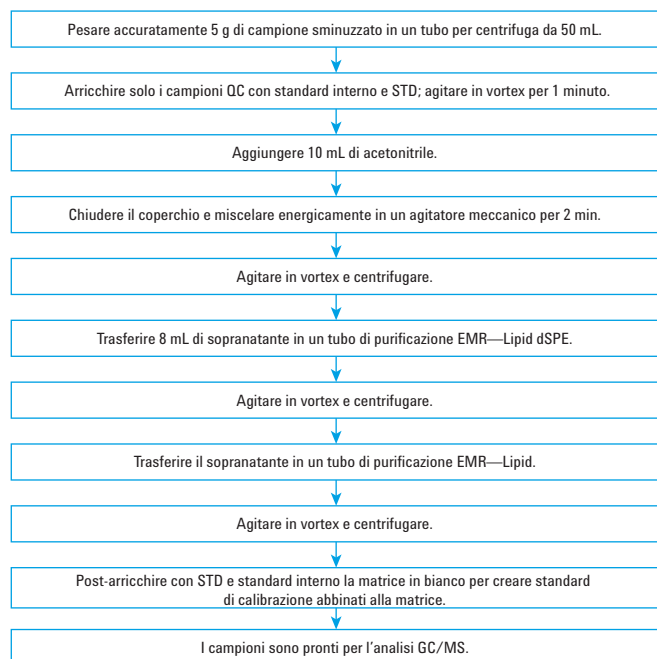 Pesare accuratamente 5 g di campione sminuzzato in un tubo per centrifuga da 50 mL.
Arricchire solo i campioni QC con standard interno e STD; agitare in vortex per 1 minuto.
Aggiungere 10 mL di acetonitrile.
Chiudere il coperchio e miscelare energicamente in un agitatore meccanico per 2 min.
Agitare in vortex e centrifugare.
Trasferire 8 mL di sopranatante in un tubo di purificazione EMR—Lipid dSPE.
Agitare in vortex e centrifugare.
Trasferire il sopranatante in un tubo di purificazione EMR—Lipid.
Agitare in vortex e centrifugare.
Post-arricchire con STD e standard interno la matrice in bianco per creare standard
di calibrazione abbinati alla matrice.
I campioni sono pronti per l'analisi GC/MS.